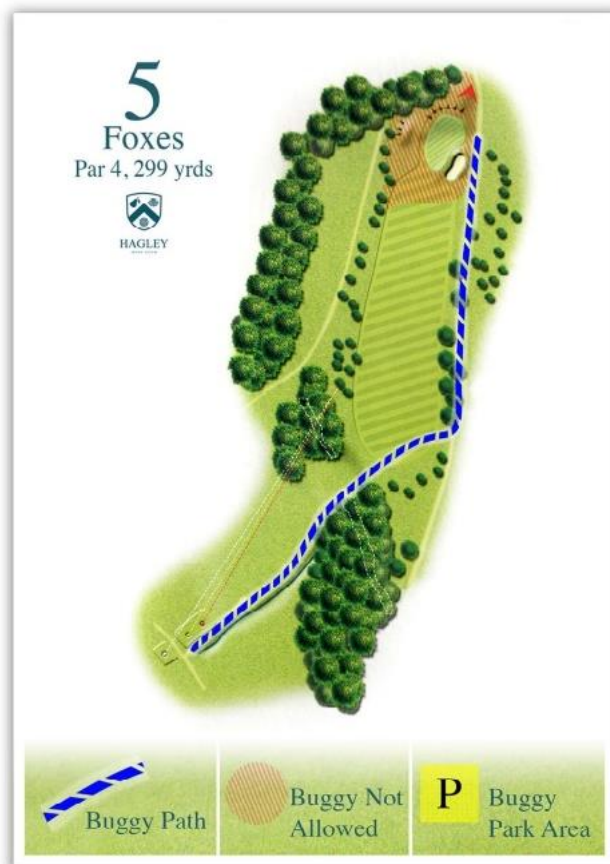 5
Foxes
Par 4, 299 yrds
HAGLEY
Buggy Path
Buggy Not
Allowed
P
Buggy
Park Area